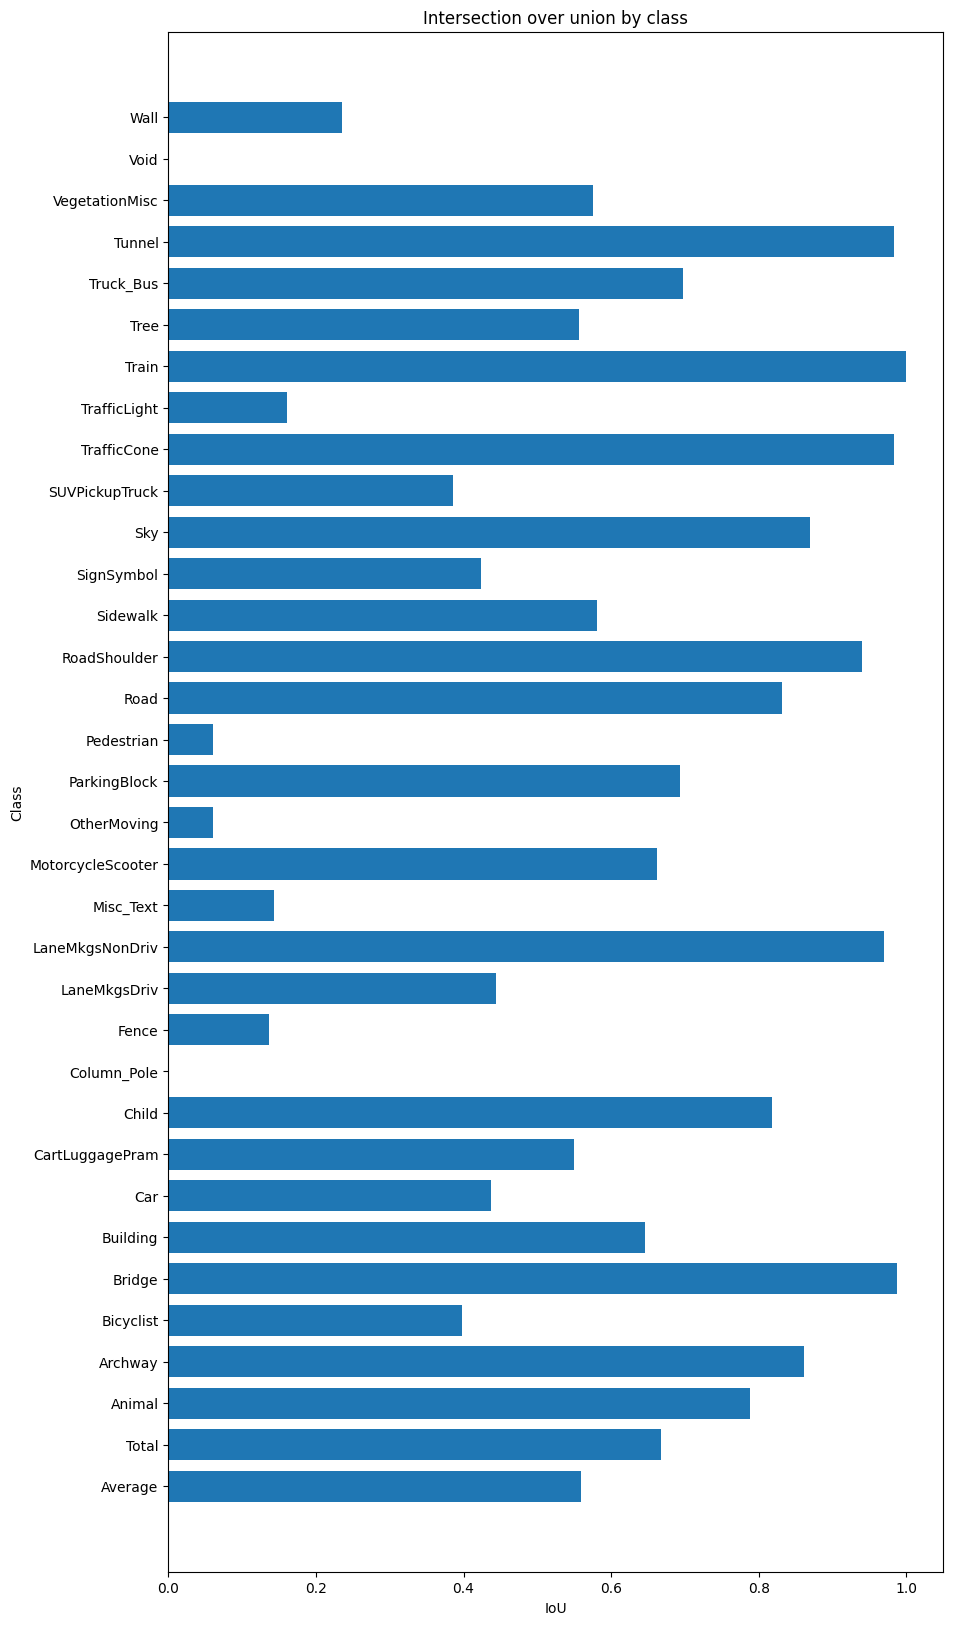 Intersection over union by class
Wall
Void
VegetationMisc
Tunnel
Truck_Bus
Tree
Train
TrafficLight
TrafficCone
SUVPickupTruck
Sky
SignSymbol
Sidewalk
RoadShoulder
Road
Pedestrian
ParkingBlock
OtherMoving
MotorcycleScooter
Misc_Text
LaneMkgsNonDriv
LaneMkgsDriv
Fence
Column_Pole
Child
CartLuggagePram
Car
Building
Bridge
Bicyclist
Archway
Animal
Total
Average
Class
0.0 0.2 0.4 0.6 0.8 1.0
IoU